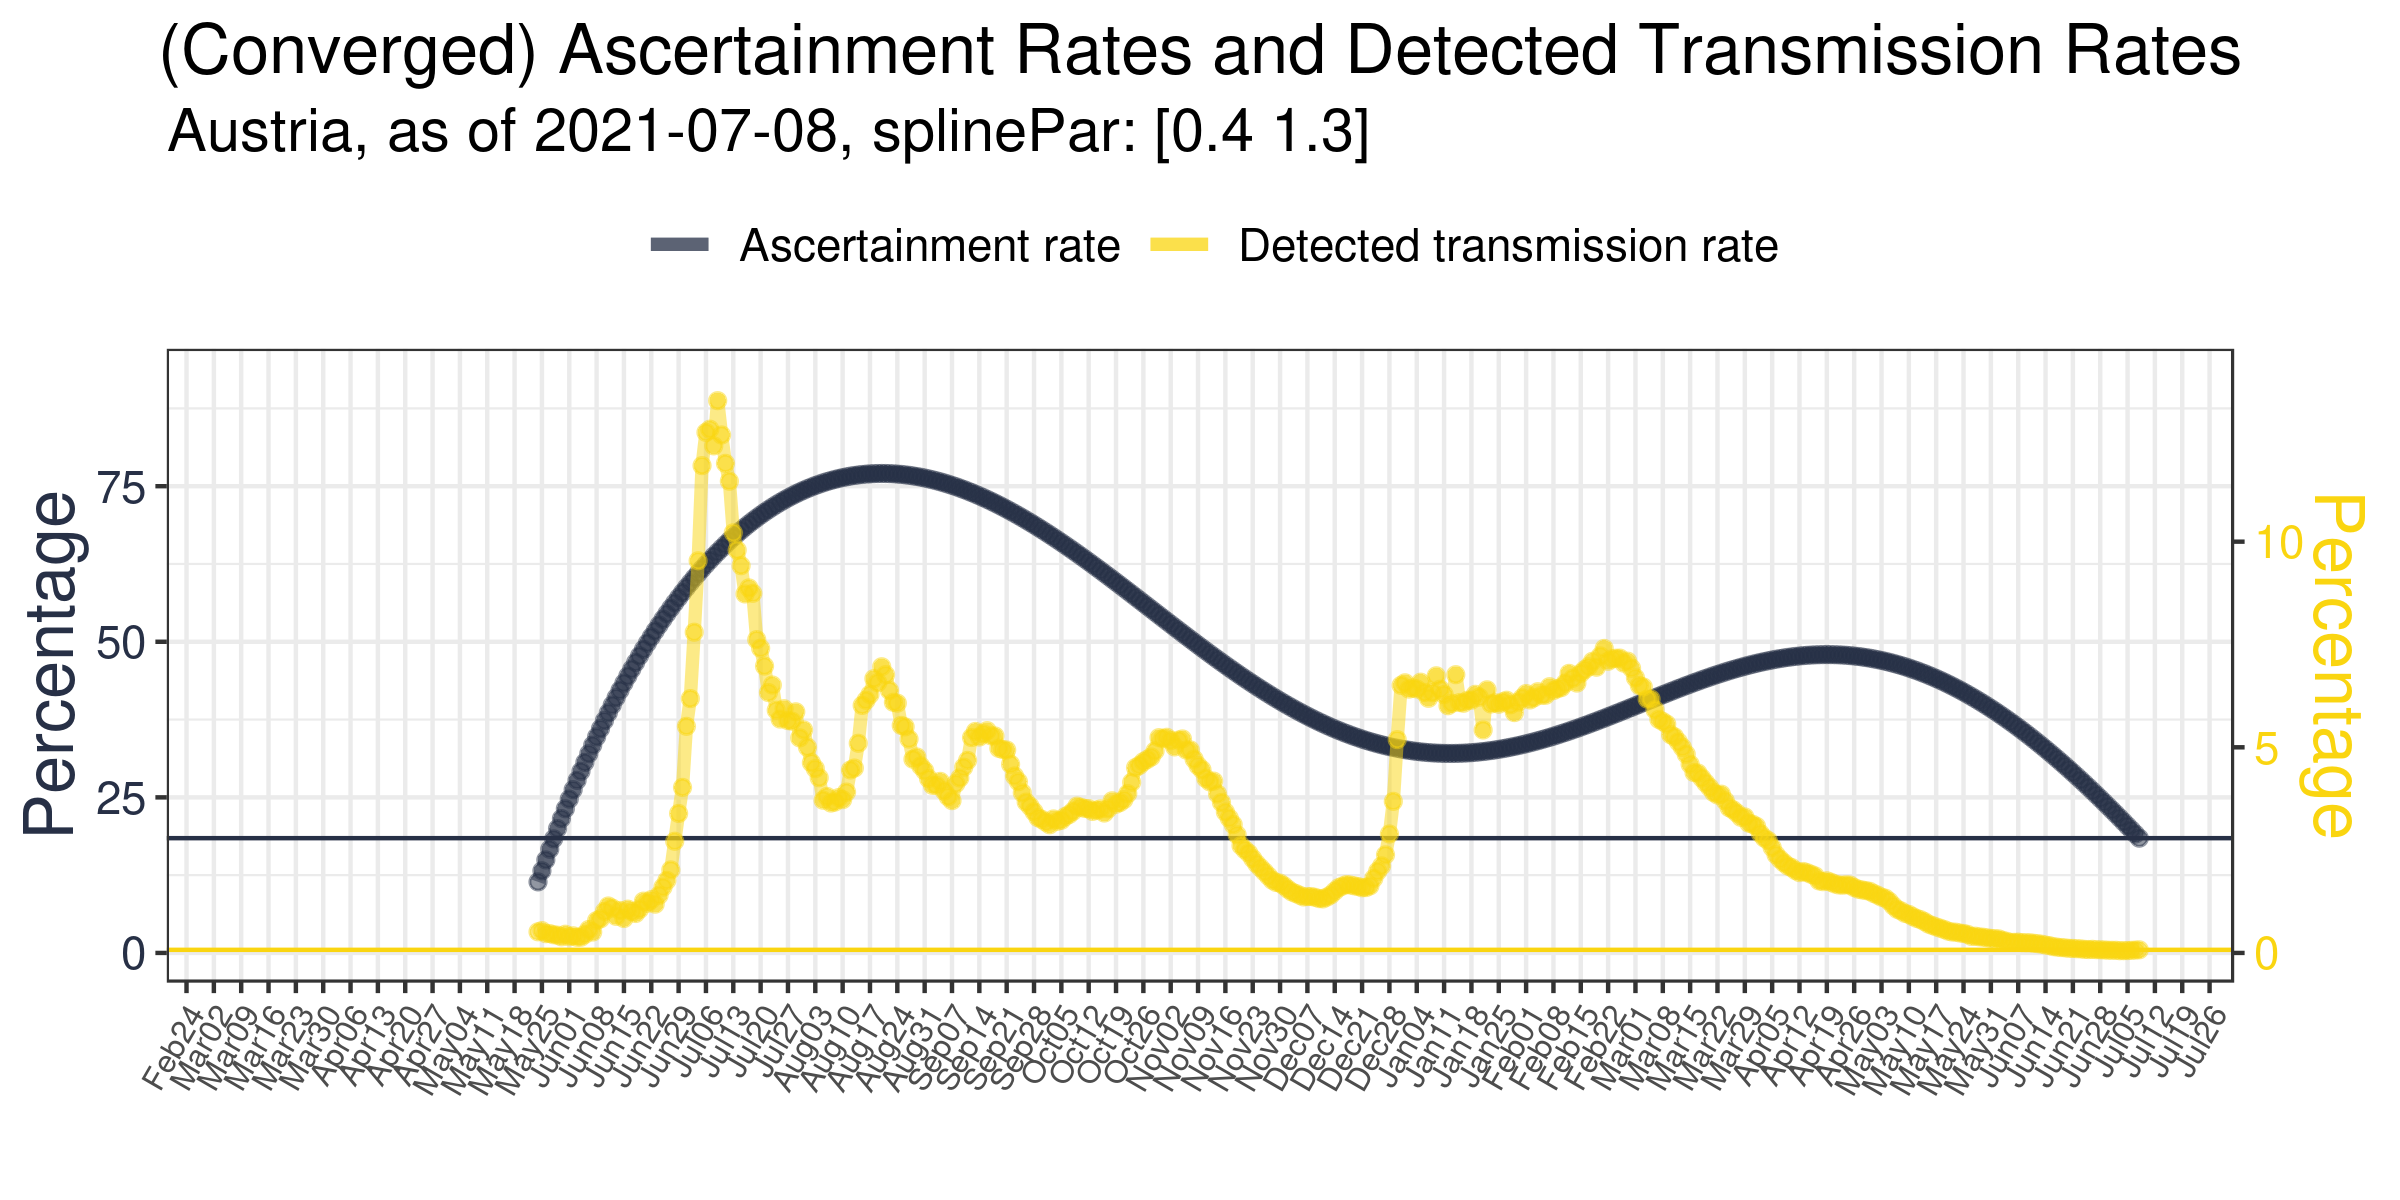 (Converged) Ascertainment Rates and Detected Transmission Rates
Austria, as of 2021-07-08, splinePar: [0.4 1.3]
Ascertainment rate Detected transmission rate
Percentage
75
50
25
0
10
5
0
Percentage
Feb24 Mar02 Mar09 Mar16 Mar23 Mar30 Apr06 Apr13 Apr20 Apr27 May04 May11 May18 May25 Jun01 Jun08 Jun15 Jun22 Jun29 Jul06 Jul13 Jul20 Jul27 Aug03 Aug10 Aug17 Aug24 Aug31 Sep07 Sep14 Sep21 Sep28 Oct05 Oct12 Oct19 Oct26 Nov02 Nov09 Nov16 Nov23 Nov30 Dec07 Dec14 Dec21 Dec28 Jan04 Jan11 Jan18 Jan25 Feb01 Feb08 Feb15 Feb22 Mar01 Mar08 Mar15 Mar22 Mar29 Apr05 Apr12 Apr19 Apr26 May03 May10 May17 May24 May31 Jun07 Jun14 Jun21 Jun28 Jul05 Jul12 Jul19 Jul26